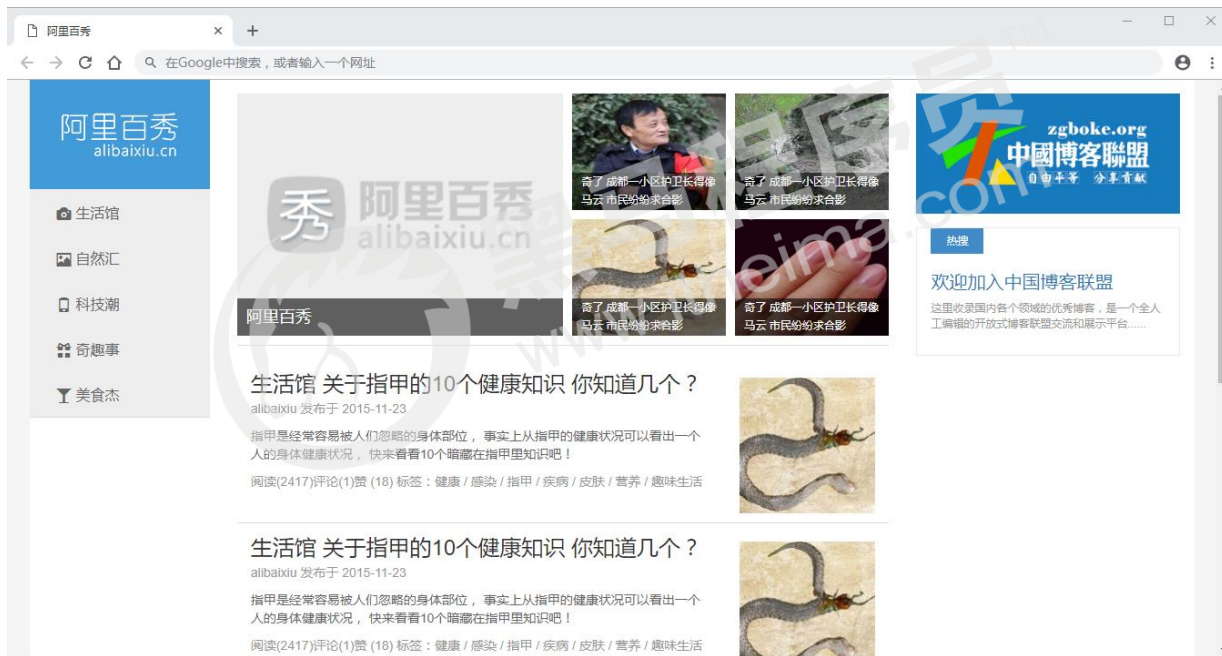 阿里百秀
在Google中搜索，或者输入一个网址
阿里百秀
alibaixiu.cn
生活馆
自然汇
科技潮
奇趣事
美食杰
秀 阿里百秀
alibaixiu.cn
阿里百秀
奇了 成都一小区护卫长得像
马云 市民纷纷求合影
奇了 成都一小区护卫长得像
马云 市民纷纷求合影
奇了 成都一小区护卫长得像
马云 市民纷纷求合影
奇了 成都一小区护卫长得像
马云 市民纷纷求合影
生活馆 关于指甲的10个健康知识 你知道几个？
alibaixiu 发布于 2015-11-23
指甲是经常容易被人们忽略的身体部位， 事实上从指甲的健康状况可以看出一个
人的身体健康状况， 快来看看10个暗藏在指甲里知识吧！
阅读(2417)评论(1)赞 (18) 标签：健康 / 感染 / 指甲 / 疾病 / 皮肤 / 营养 / 趣味生活
生活馆 关于指甲的10个健康知识 你知道几个？
alibaixiu 发布于 2015-11-23
指甲是经常容易被人们忽略的身体部位， 事实上从指甲的健康状况可以看出一个
人的身体健康状况， 快来看看10个暗藏在指甲里知识吧！
阅读(2417)评论(1)赞 (18) 标签：健康 / 感染 / 指甲 / 疾病 / 皮肤 / 营养 / 趣味生活
zgboke.org
中國博客聯盟
自由平等 分享貢献
热搜
欢迎加入中国博客联盟
这里收录国内各个领域的优秀博客，是一个全人
工编辑的开放式博客联盟交流和展示平台......
黑马程序员™
www.itheima.com